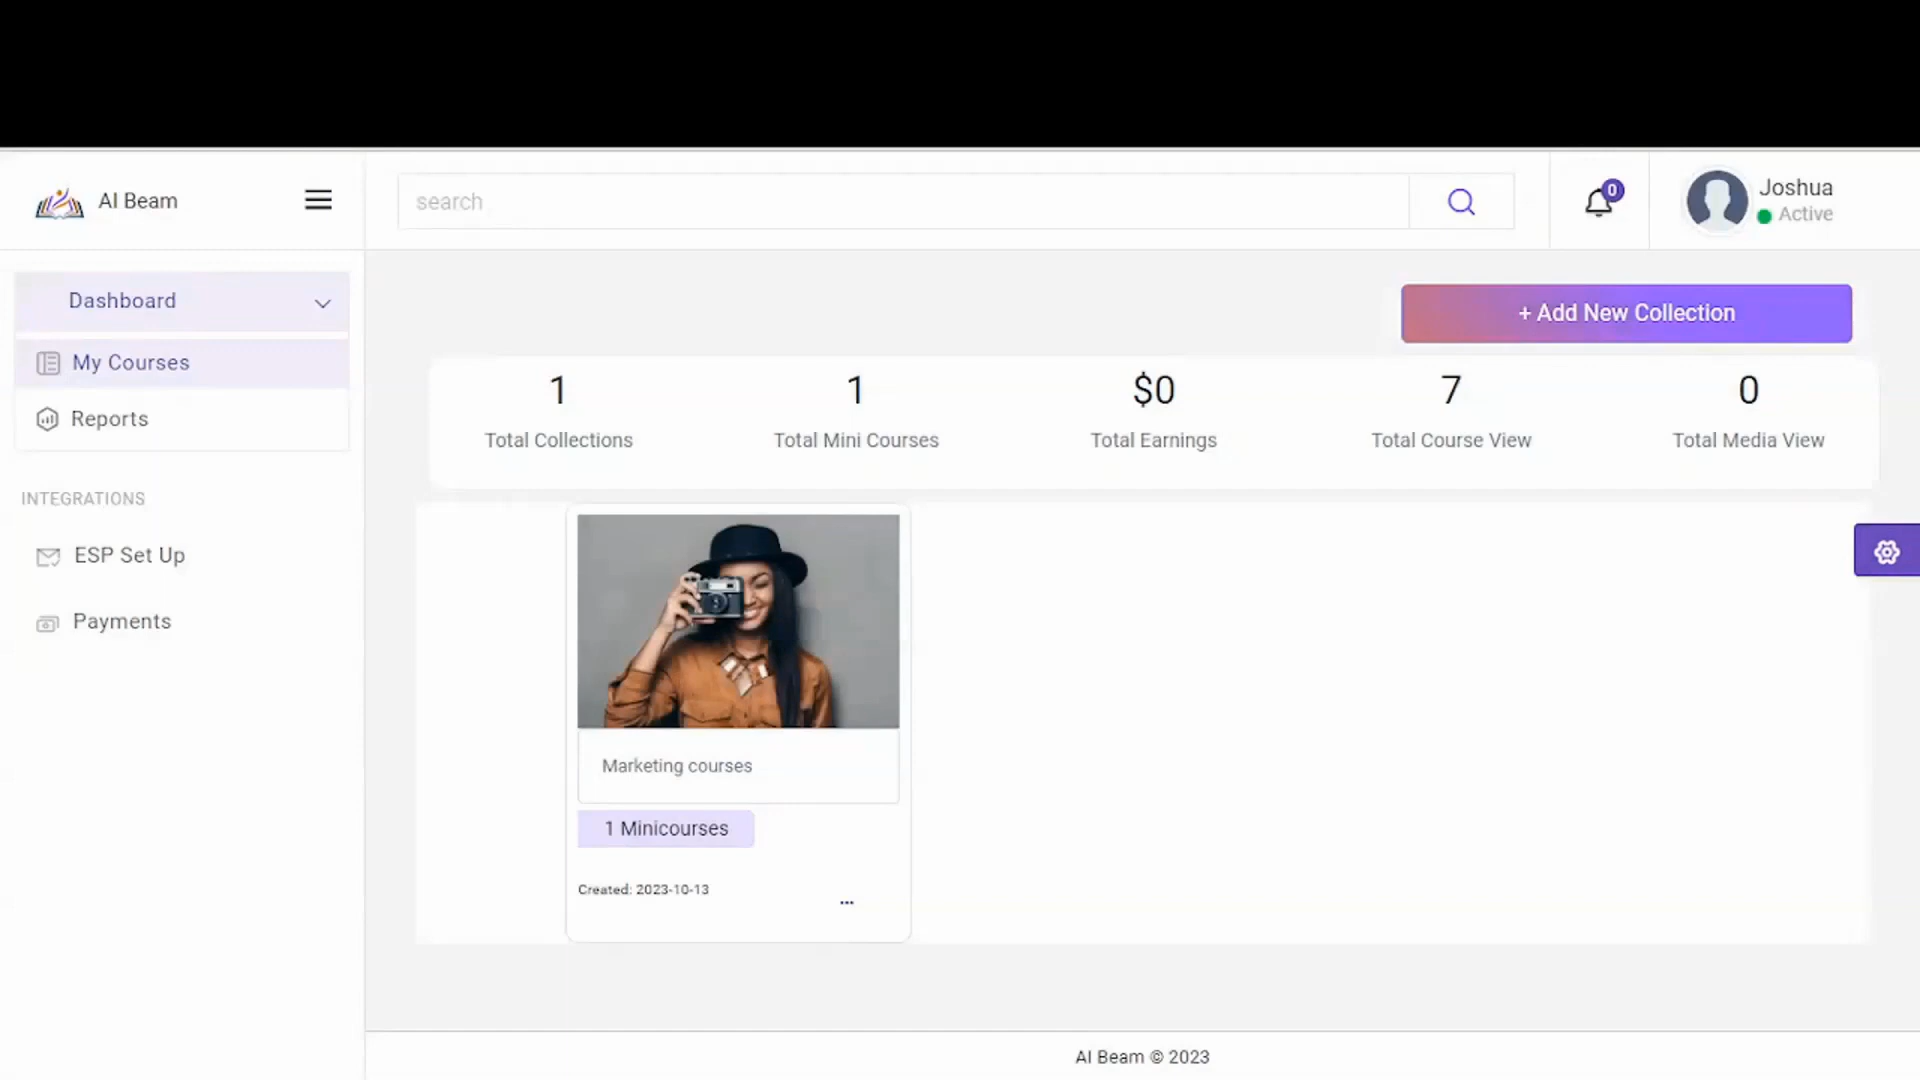 AI Beam
search
0
Joshua
Active
Dashboard
My Courses
Reports
INTEGRATIONS
ESP Set Up
Payments
+ Add New Collection
1
Total Collections
1
Total Mini Courses
$0
Total Earnings
7
Total Course View
0
Total Media View
Marketing courses
1 Minicourses
Created: 2023-10-13
...
AI Beam © 2023